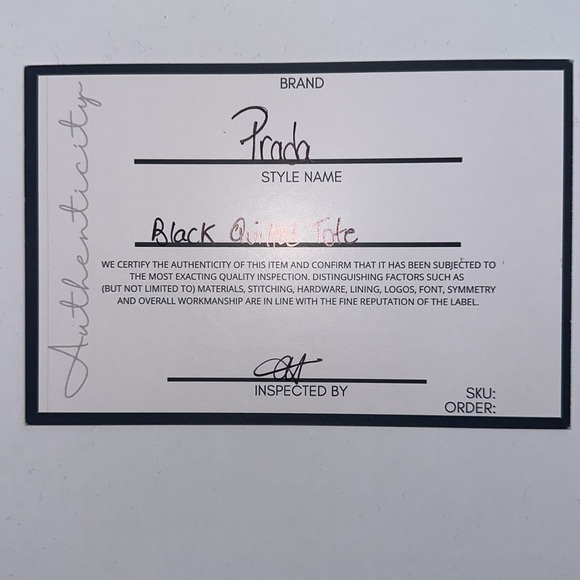 Authenticity
BRAND
Prada
STYLE NAME
Black Quilted Tote
WE CERTIFY THE AUTHENTICITY OF THIS ITEM AND CONFIRM THAT IT HAS BEEN SUBJECTED TO
THE MOST EXACTING QUALITY INSPECTION. DISTINGUISHING FACTORS SUCH AS
(BUT NOT LIMITED TO) MATERIALS, STITCHING, HARDWARE, LINING, LOGOS, FONT, SYMMETRY
AND OVERALL WORKMANSHIP ARE IN LINE WITH THE FINE REPUTATION OF THE LABEL.
INSPECTED BY
SKU:
ORDER: